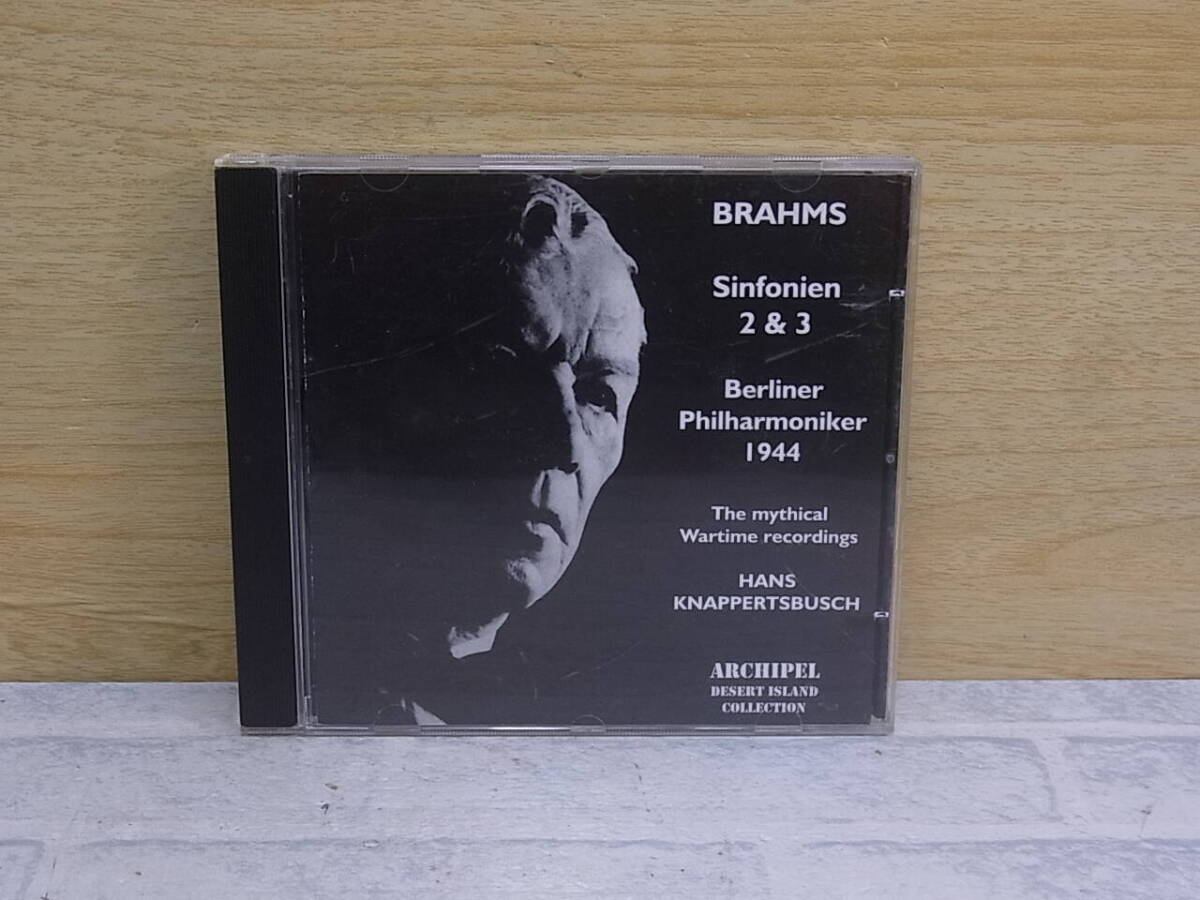 BRAHMS
Sinfonien
2 & 3
Berliner
Philharmoniker
1944
The mythical
Wartime recordings
HANS
KNAPPERTSBUSCH
ARCHIPEL
DESERT ISLAND
COLLECTION